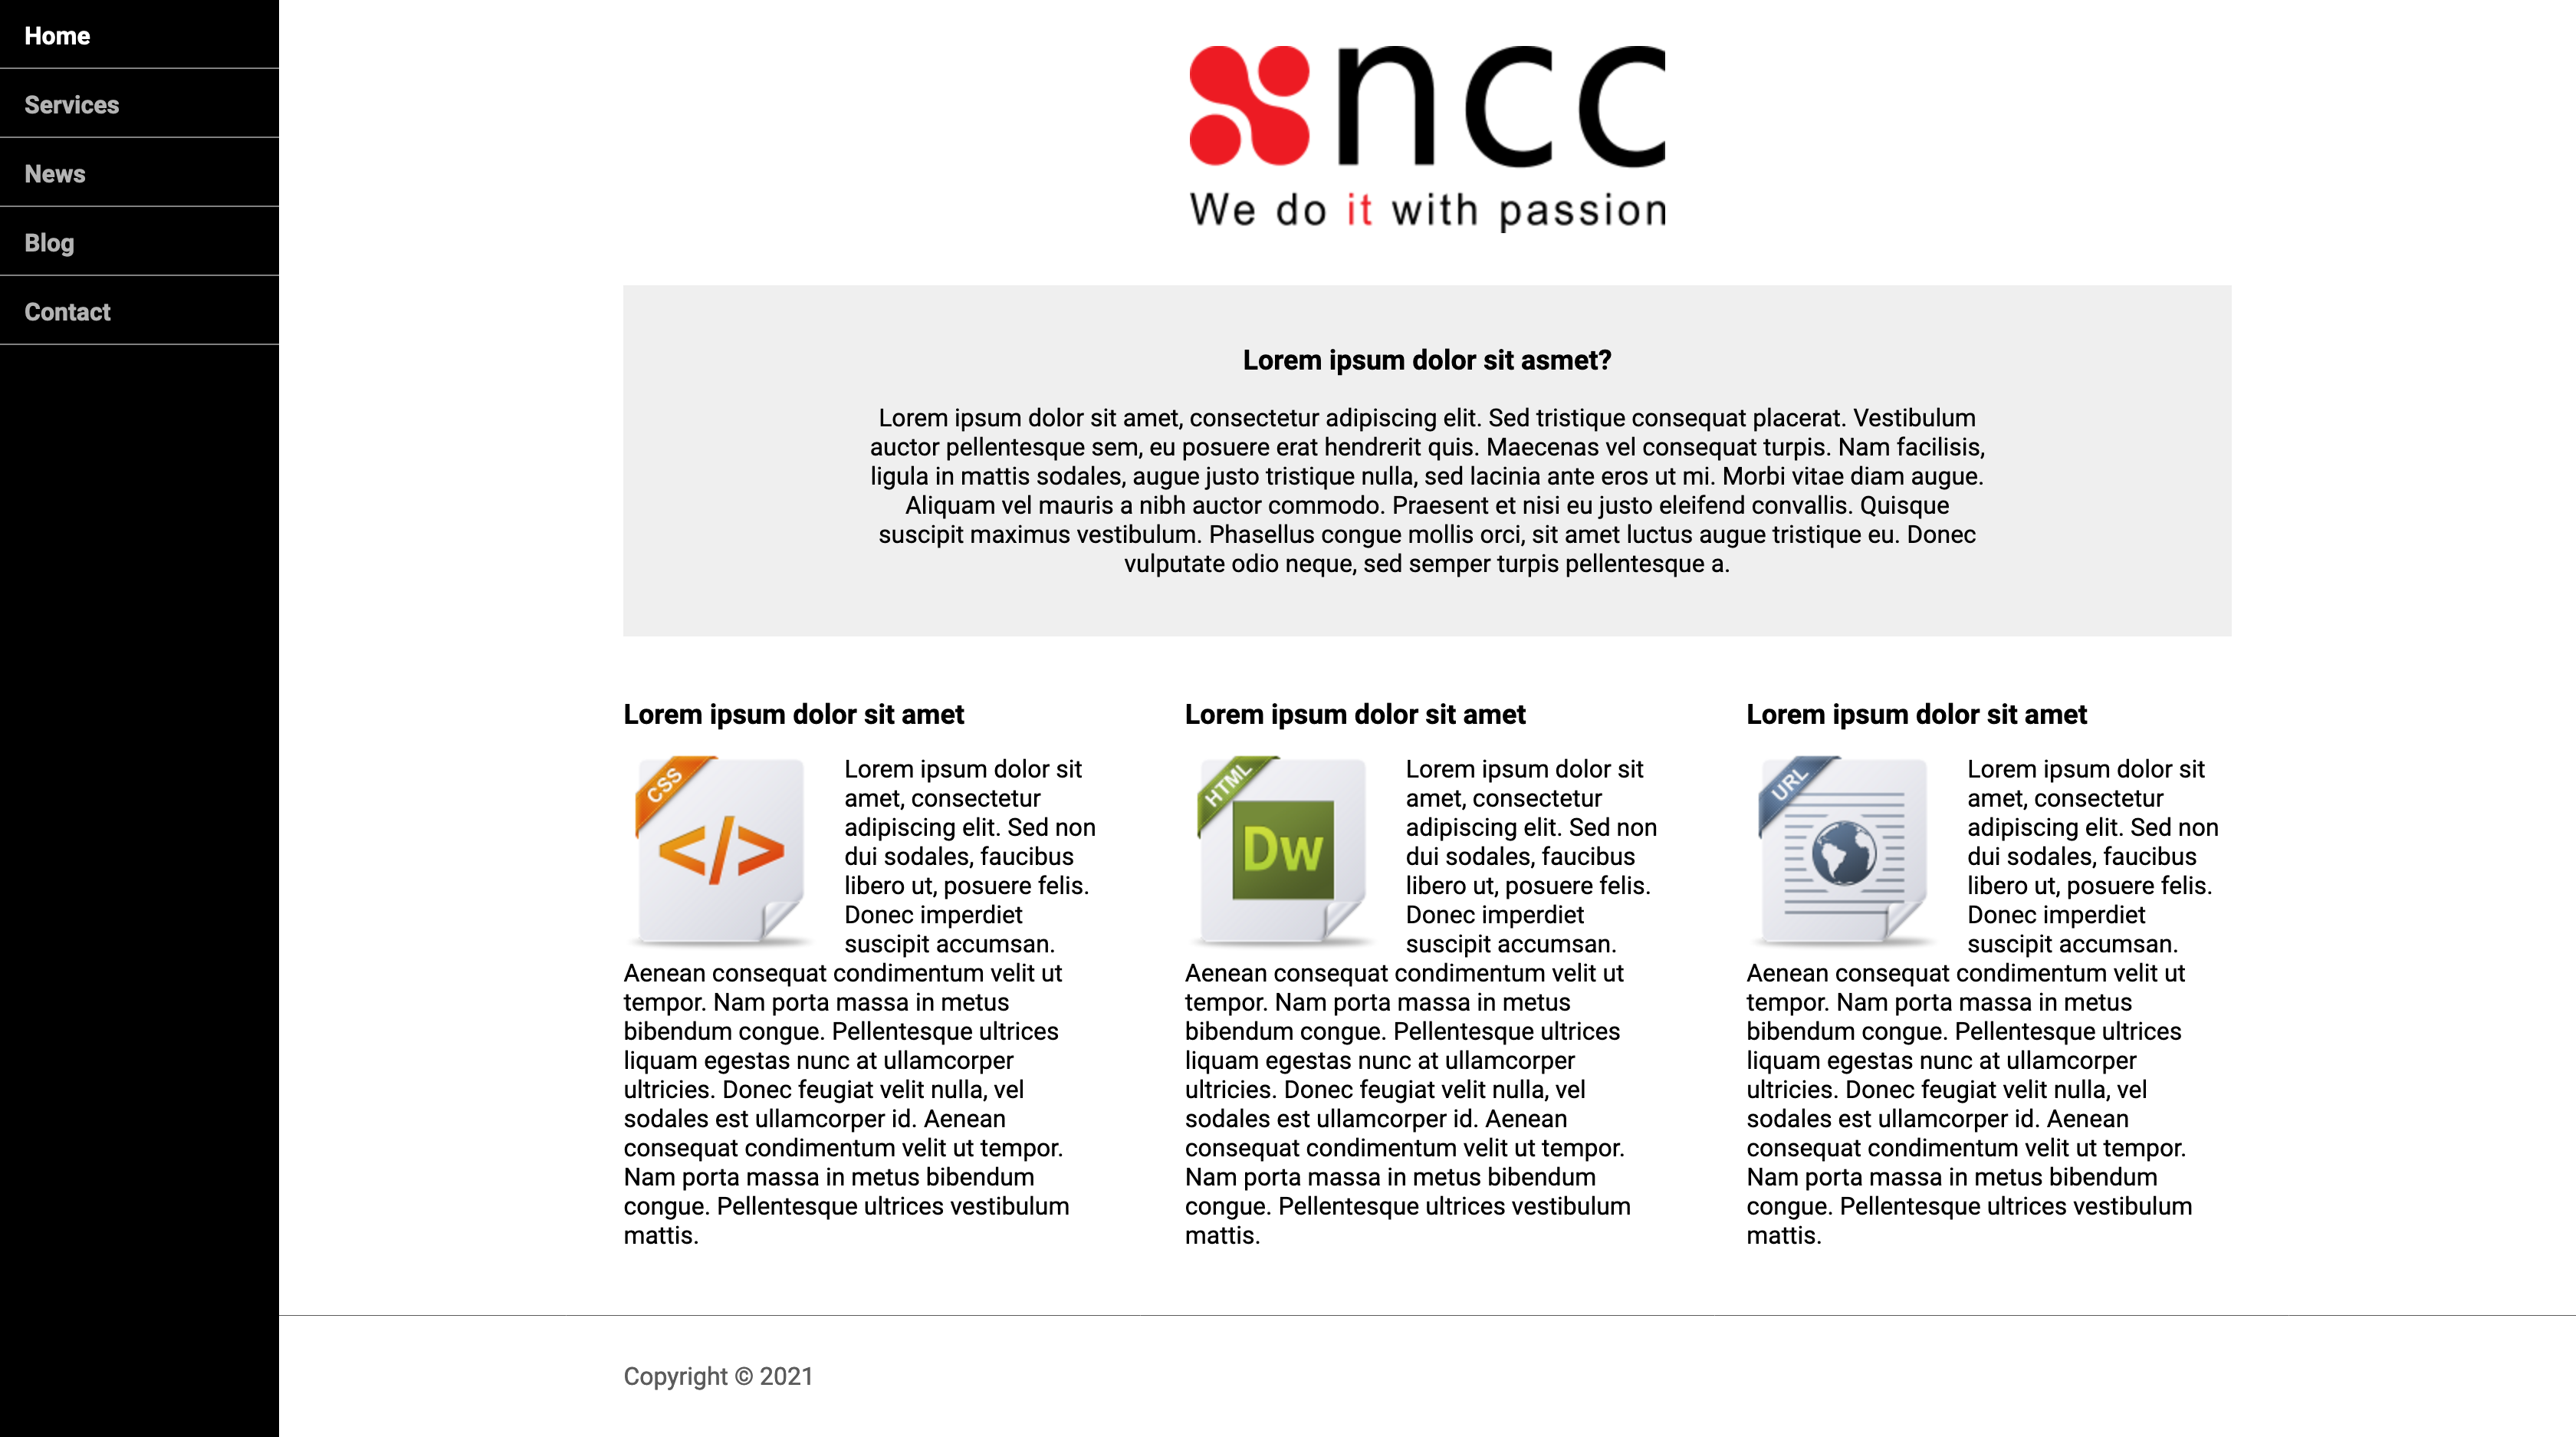 Home
Services
News
Blog
Contact
ncc
We do it with passion
Lorem ipsum dolor sit asmet?
Lorem ipsum dolor sit amet, consectetur adipiscing elit. Sed tristique consequat placerat. Vestibulum
auctor pellentesque sem, eu posuere erat hendrerit quis. Maecenas vel consequat turpis. Nam facilisis,
ligula in mattis sodales, augue justo tristique nulla, sed lacinia ante eros ut mi. Morbi vitae diam augue.
Aliquam vel mauris a nibh auctor commodo. Praesent et nisi eu justo eleifend convallis. Quisque
suscipit maximus vestibulum. Phasellus congue mollis orci, sit amet luctus augue tristique eu. Donec
vulputate odio neque, sed semper turpis pellentesque a.
Lorem ipsum dolor sit amet
CSS
</>
Lorem ipsum dolor sit
amet, consectetur
adipiscing elit. Sed non
dui sodales, faucibus
libero ut, posuere felis.
Donec imperdiet
suscipit accumsan.
Aenean consequat condimentum velit ut
tempor. Nam porta massa in metus
bibendum congue. Pellentesque ultrices
liquam egestas nunc at ullamcorper
ultricies. Donec feugiat velit nulla, vel
sodales est ullamcorper id. Aenean
consequat condimentum velit ut tempor.
Nam porta massa in metus bibendum
congue. Pellentesque ultrices vestibulum
mattis.
Lorem ipsum dolor sit amet
HTML
Dw
Lorem ipsum dolor sit
amet, consectetur
adipiscing elit. Sed non
dui sodales, faucibus
libero ut, posuere felis.
Donec imperdiet
suscipit accumsan.
Aenean consequat condimentum velit ut
tempor. Nam porta massa in metus
bibendum congue. Pellentesque ultrices
liquam egestas nunc at ullamcorper
ultricies. Donec feugiat velit nulla, vel
sodales est ullamcorper id. Aenean
consequat condimentum velit ut tempor.
Nam porta massa in metus bibendum
congue. Pellentesque ultrices vestibulum
mattis.
Lorem ipsum dolor sit amet
URL
Lorem ipsum dolor sit
amet, consectetur
adipiscing elit. Sed non
dui sodales, faucibus
libero ut, posuere felis.
Donec imperdiet
suscipit accumsan.
Aenean consequat condimentum velit ut
tempor. Nam porta massa in metus
bibendum congue. Pellentesque ultrices
liquam egestas nunc at ullamcorper
ultricies. Donec feugiat velit nulla, vel
sodales est ullamcorper id. Aenean
consequat condimentum velit ut tempor.
Nam porta massa in metus bibendum
congue. Pellentesque ultrices vestibulum
mattis.
Copyright © 2021